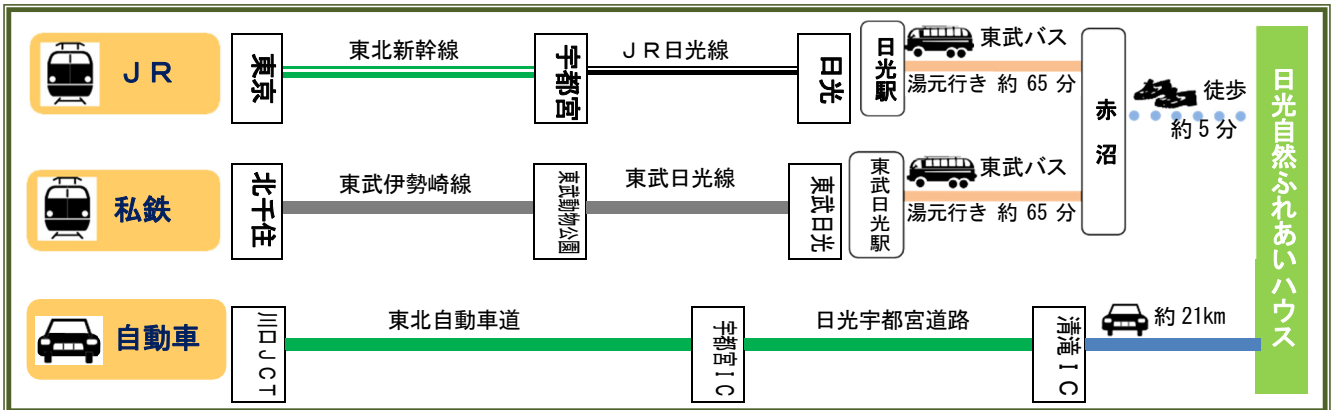 ＪＲ
東京
東北新幹線
宇都宮
ＪＲ日光線
日光
日光駅
東武バス
湯元行き 約 65 分
赤沼
徒歩
約 5 分
日光自然ふれあいハウス
私鉄
北千住
東武伊勢崎線
東武動物公園
東武日光線
東武日光
東武日光駅
東武バス
湯元行き 約 65 分
自動車
川口ＪＣＴ
東北自動車道
宇都宮ＩＣ
日光宇都宮道路
清滝ＩＣ
約 21km